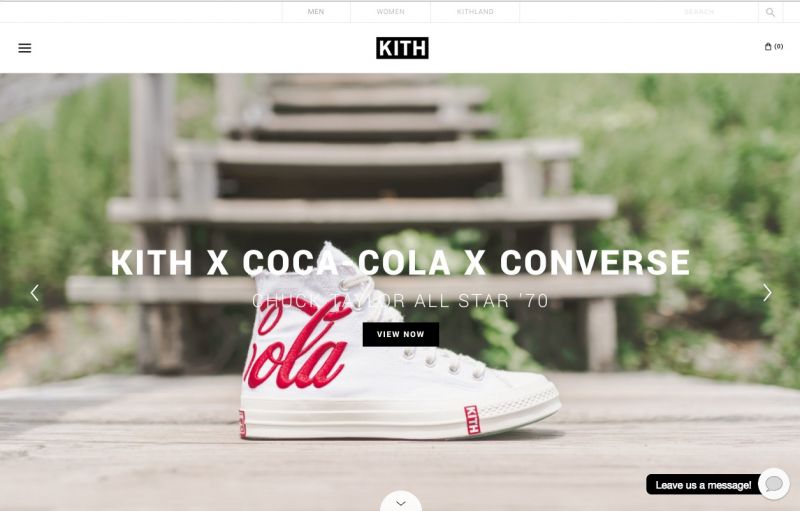 MEN
WOMEN
KITHLAND
SEARCH
KITH
(0)
KITH X COCA-COLA X CONVERSE
CHUCK TAYLOR ALL STAR '70
VIEW NOW
Cola
KITH
Leave us a message!